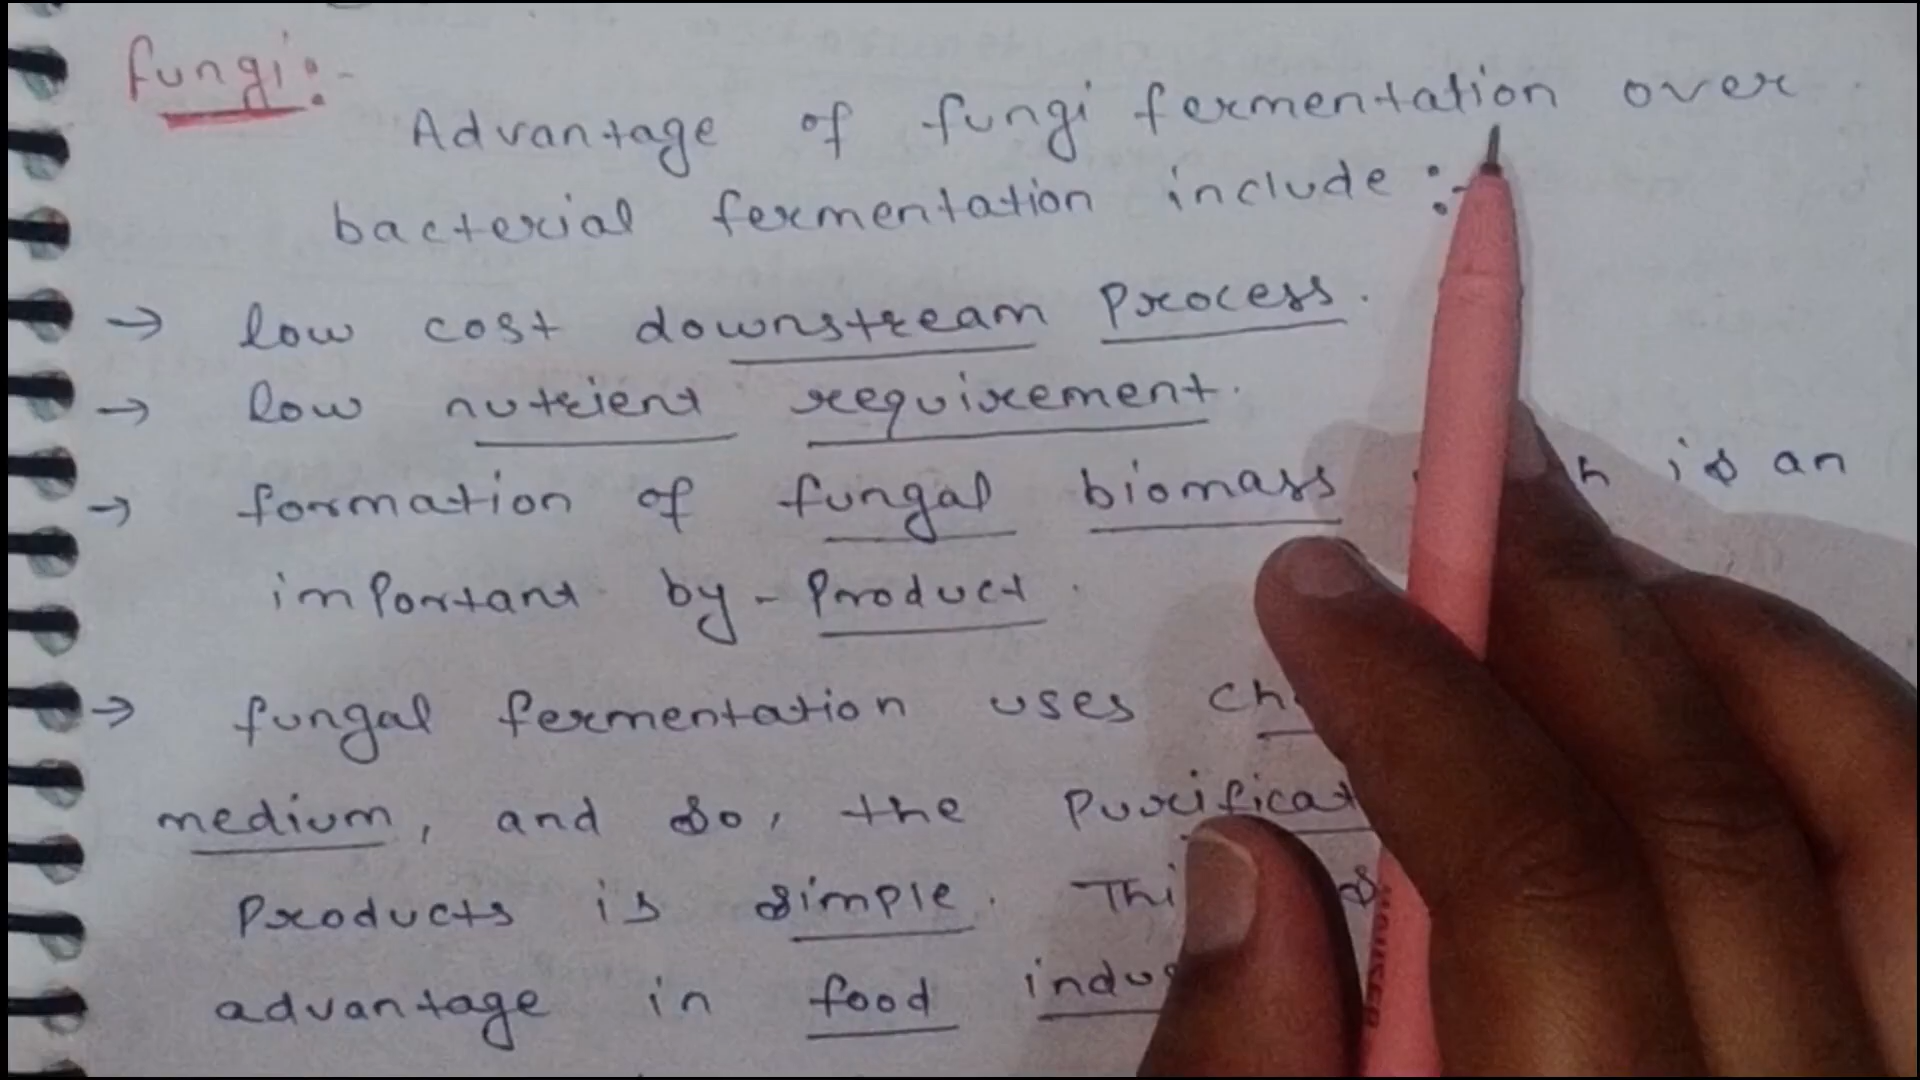 fungi:-
Advantage of fungi fermentation over
bacterial fermentation include :-
→ low cost downstream Process.
→ low nutrient requirement.
→ formation of fungal biomass is an
important by-Product.
→ fungal fermentation uses
medium, and so, the
Products is simple.
advantage in food